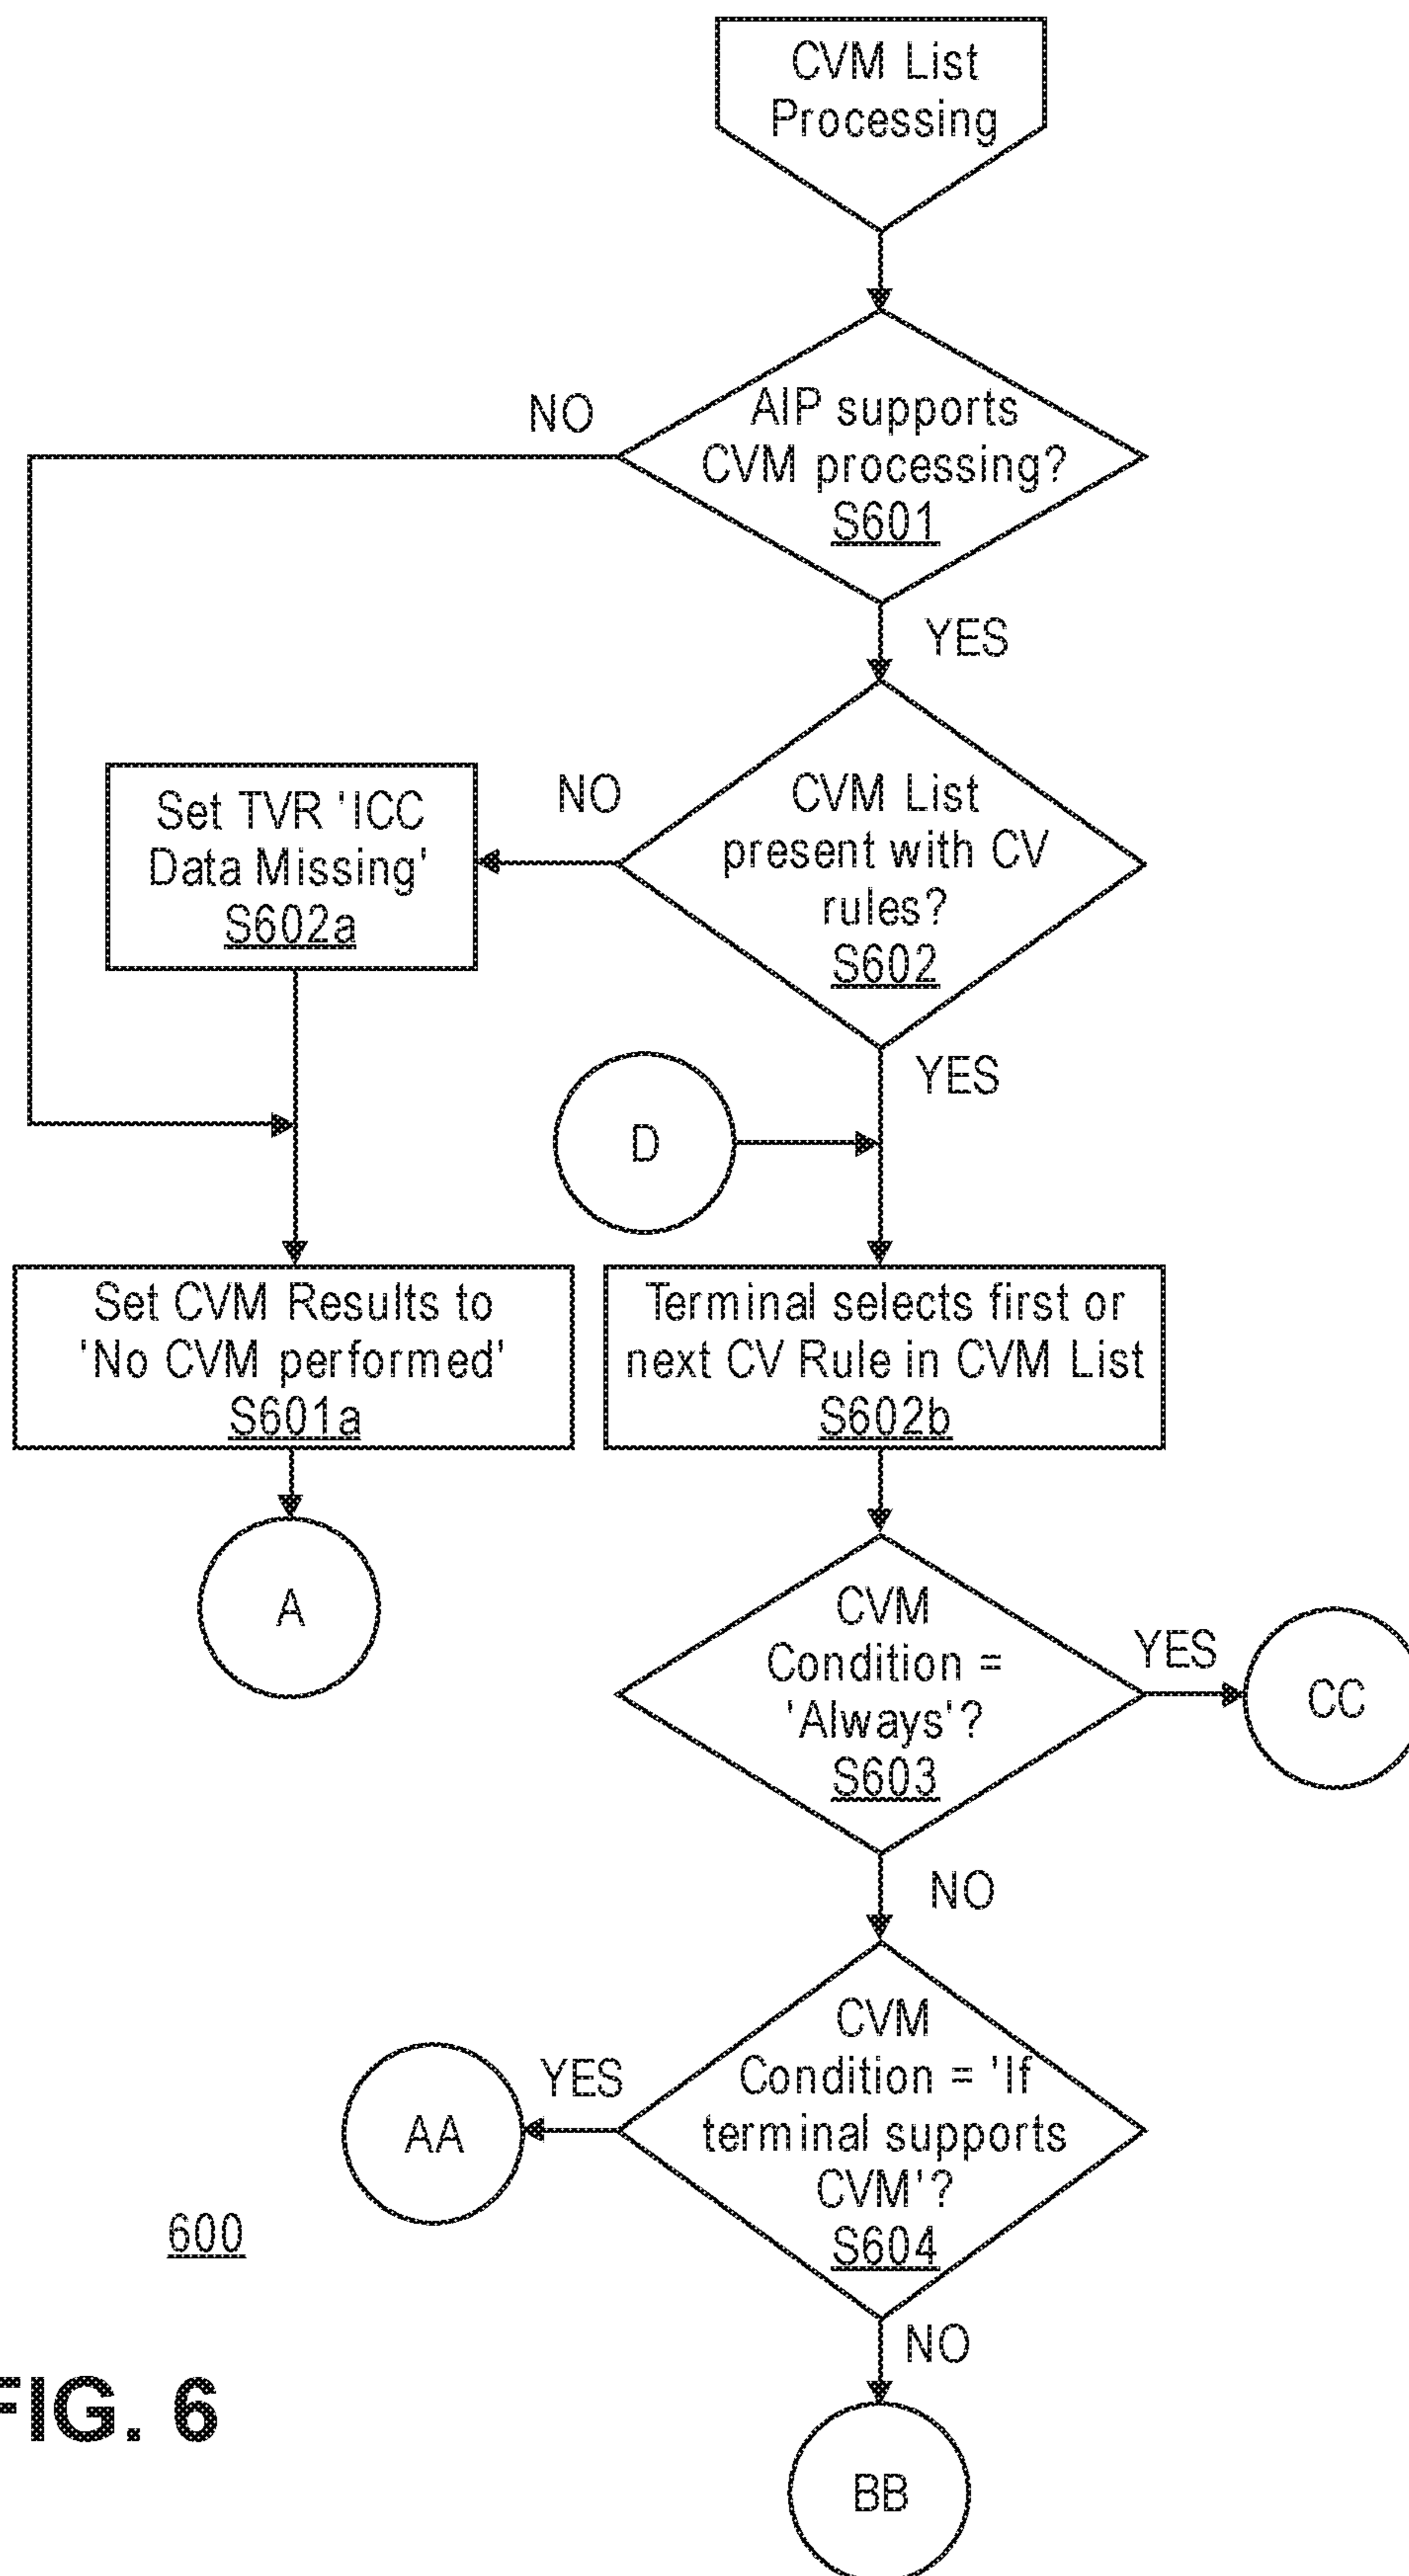 CVM List
Processing
AIP supports
CVM processing?
S601
NO
YES
Set TVR 'ICC
Data Missing'
S602a
NO
CVM List
present with CV
rules?
S602
YES
D
Set CVM Results to
'No CVM performed'
S601a
Terminal selects first or
next CV Rule in CVM List
S602b
A
CVM
Condition =
'Always'?
S603
YES
CC
NO
CVM
Condition = 'If
terminal supports
CVM'?
S604
YES
AA
NO
BB
600
FIG. 6